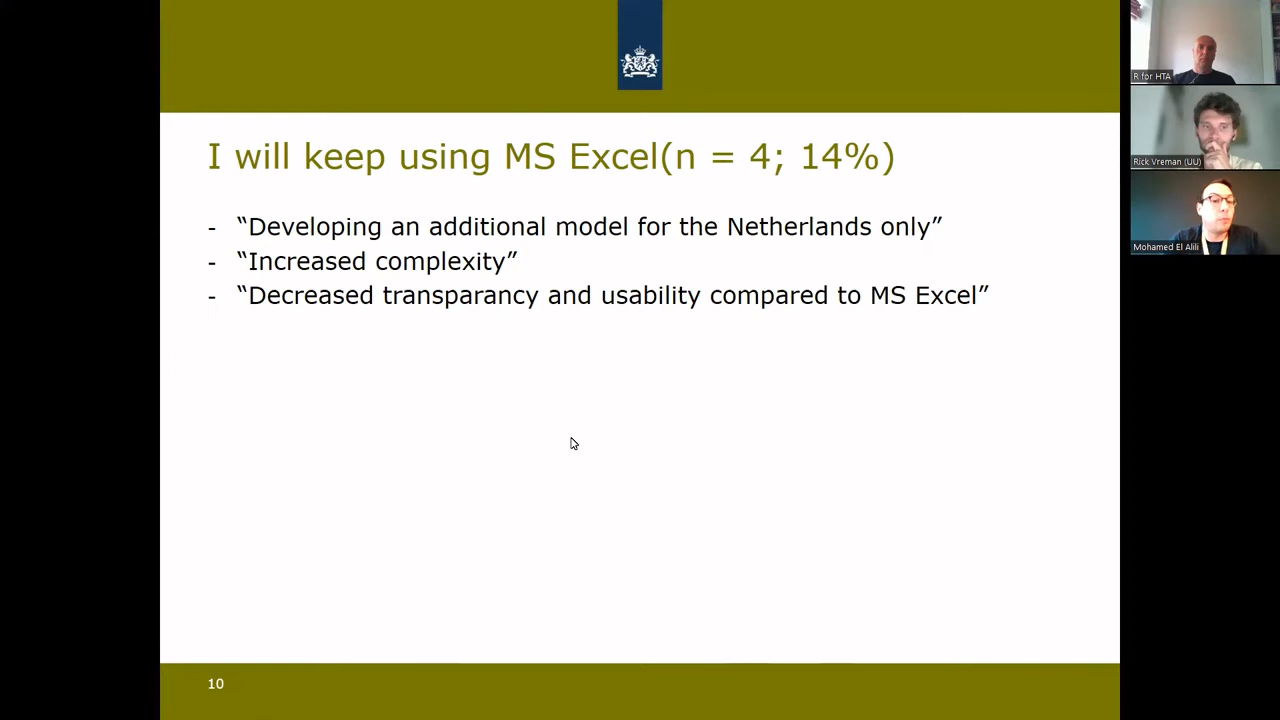 I will keep using MS Excel(n = 4; 14%)
- “Developing an additional model for the Netherlands only”
- “Increased complexity”
- “Decreased transparancy and usability compared to MS Excel”
10
R for HTA
Rick Vreman (UU)
Mohamed El Alili